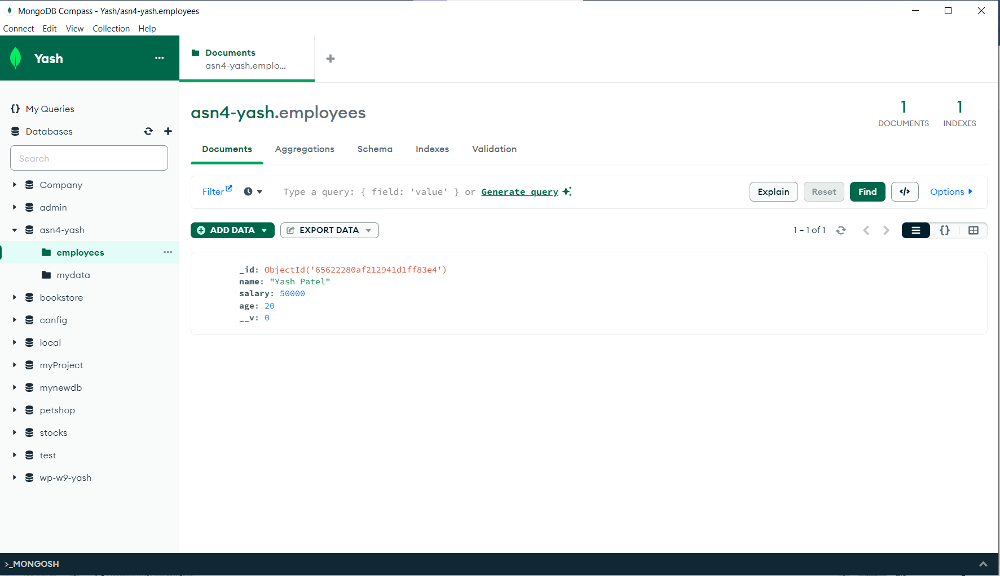 MongoDB Compass - Yash/asn4-yash.employees
Connect Edit View Collection Help
Yash
Documents
asn4-yash.emplo...
My Queries
Databases
Search
Company
admin
asn4-yash
employees
mydata
bookstore
config
local
myProject
mynewdb
petshop
stocks
test
wp-w9-yash
asn4-yash.employees
1
DOCUMENTS
1
INDEXES
Documents Aggregations Schema Indexes Validation
Filter Type a query: { field: 'value' } or Generate query Explain Reset Find </> Options
ADD DATA EXPORT DATA 1 – 1 of 1 {}
_id: ObjectId('65622280af212941d1ff83e4')
name: "Yash Patel"
salary: 50000
age: 20
__v: 0
>_MONGOSH